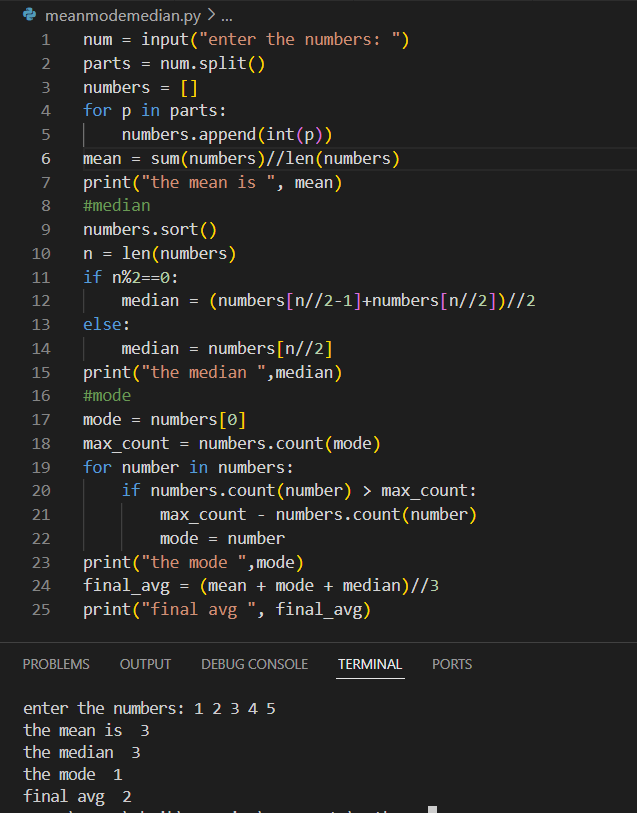 meanmodemedian.py > ...
1 num = input("enter the numbers: ")
2 parts = num.split()
3 numbers = []
4 for p in parts:
5     numbers.append(int(p))
6 mean = sum(numbers)//len(numbers)
7 print("the mean is ", mean)
8 #median
9 numbers.sort()
10 n = len(numbers)
11 if n%2==0:
12     median = (numbers[n//2-1]+numbers[n//2])//2
13 else:
14     median = numbers[n//2]
15 print("the median ",median)
16 #mode
17 mode = numbers[0]
18 max_count = numbers.count(mode)
19 for number in numbers:
20     if numbers.count(number) > max_count:
21         max_count - numbers.count(number)
22         mode = number
23 print("the mode ",mode)
24 final_avg = (mean + mode + median)//3
25 print("final avg ", final_avg)
PROBLEMS OUTPUT DEBUG CONSOLE TERMINAL PORTS
enter the numbers: 1 2 3 4 5
the mean is  3
the median  3
the mode  1
final avg  2